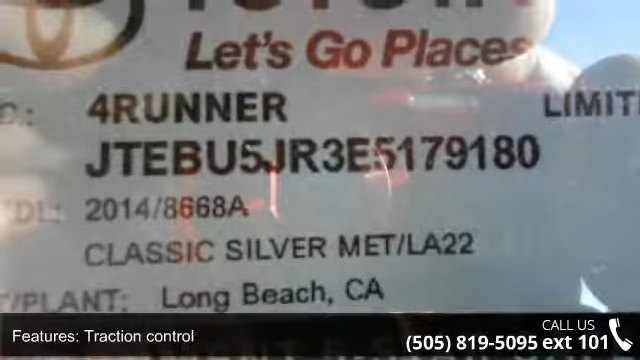 TOYOTA
Let's Go Places
4RUNNER LIMIT
JTEBU5JR3E5179180
2014/8668A
CLASSIC SILVER MET/LA22
/PLANT: Long Beach, CA
CALL US
Features: Traction control
(505) 819-5095 ext 101